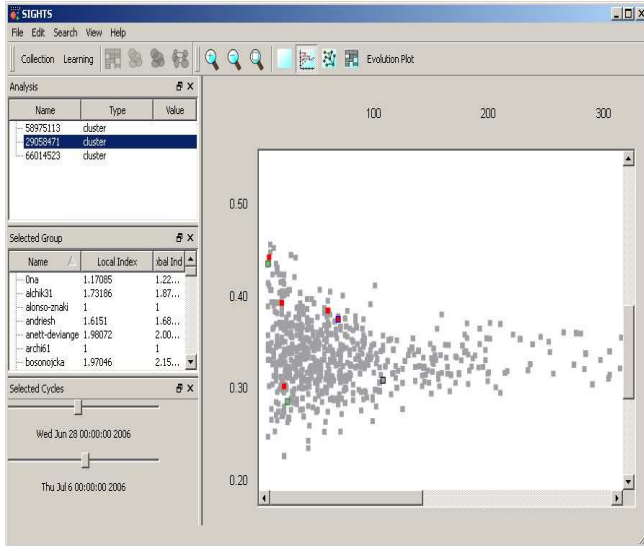 SIGHTS
File Edit Search View Help
Collection Learning Evolution Plot
Analysis
Name Type Value
58975113 cluster
29058471 cluster
66014523 cluster
Selected Group
Name Local Index obal Ind
0na 1.17085 1.22...
alchik31 1.73186 1.87...
alonso-znaki 1 1
andriesh 1.6151 1.68...
anett-deviange 1.98072 2.00...
archi61 1 1
bosonojcka 1.97046 2.15...
Selected Cycles
Wed Jun 28 00:00:00 2006
Thu Jul 6 00:00:00 2006
100 200 300
0.50
0.40
0.30
0.20